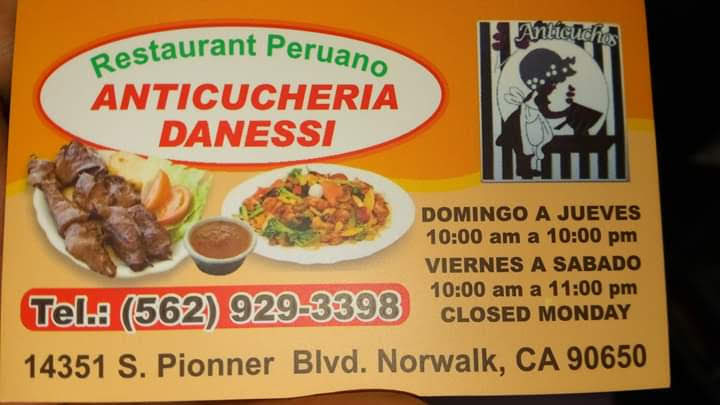 Restaurant Peruano
ANTICUCHERIA
DANESSI
Anticuchos
DOMINGO A JUEVES
10:00 am a 10:00 pm
VIERNES A SABADO
10:00 am a 11:00 pm
CLOSED MONDAY
Tel.: (562) 929-3398
14351 S. Pionner Blvd. Norwalk, CA 90650